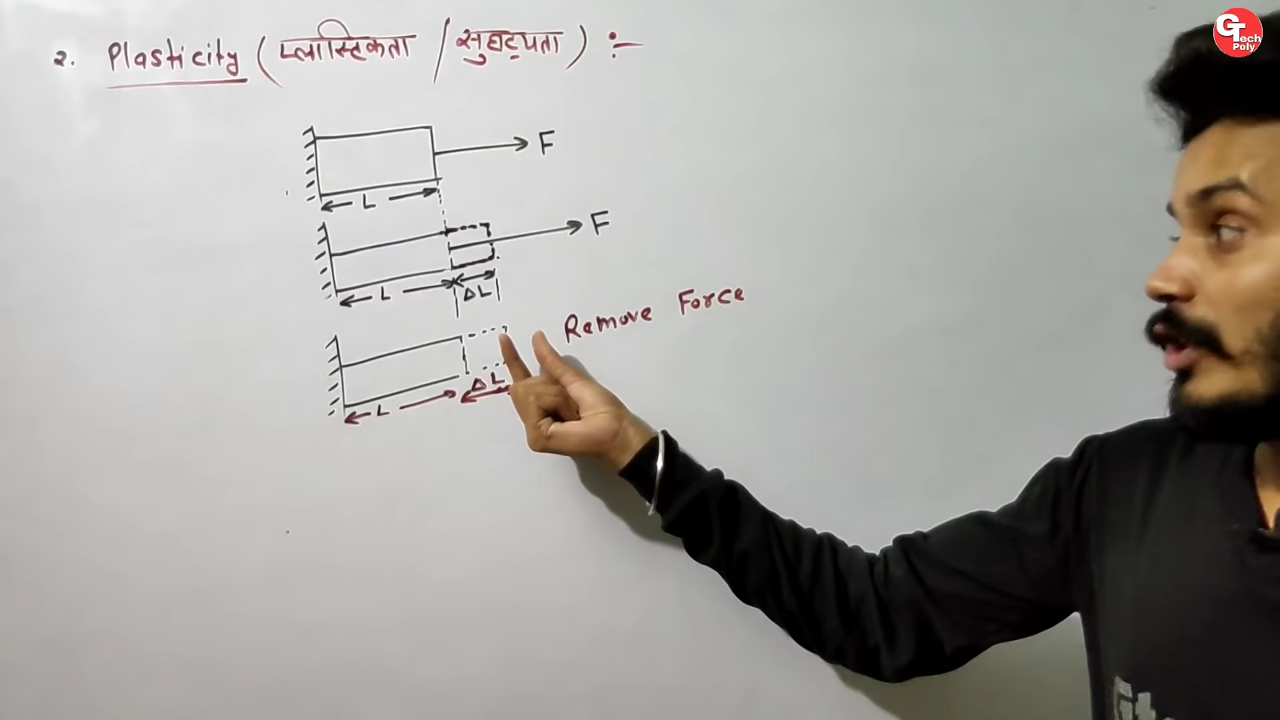 2. Plasticity (प्लास्टिकता / सुघट्यता) :-
F
L
F
L
ΔL
Remove Force
L
ΔL
GTech Poly